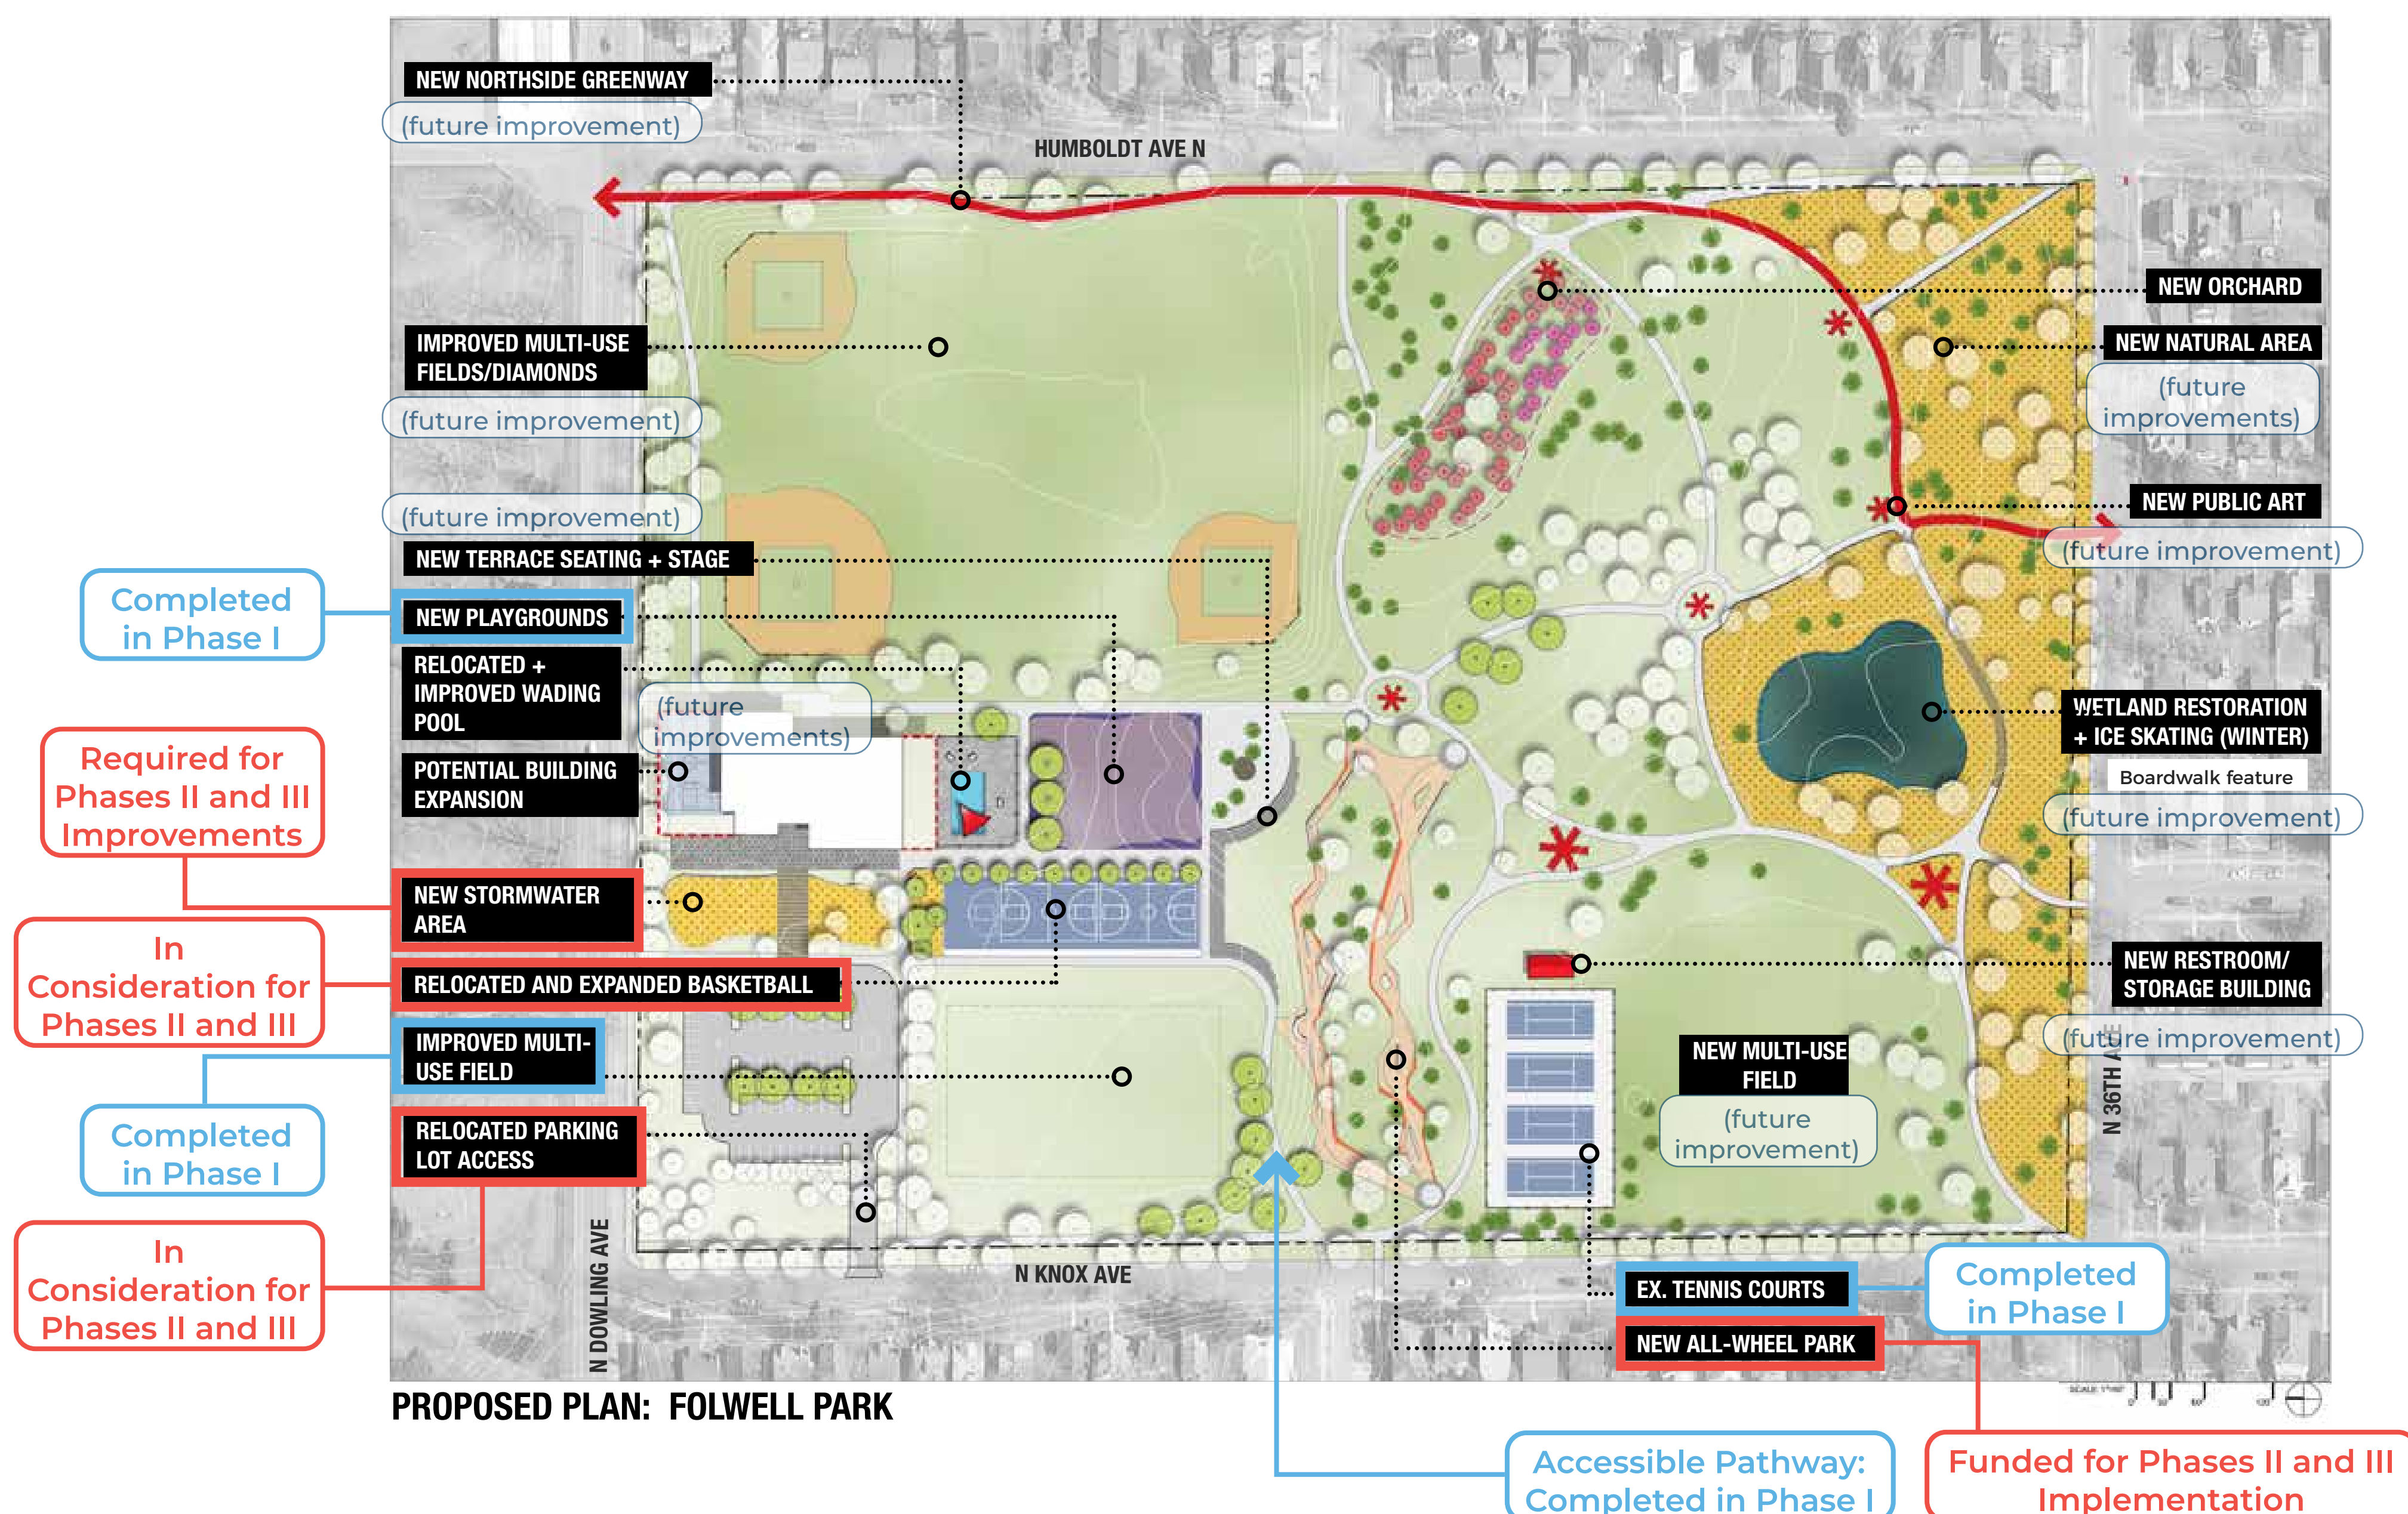 NEW NORTHSIDE GREENWAY
(future improvement)
HUMBOLDT AVE N
NEW ORCHARD
IMPROVED MULTI-USE
FIELDS/DIAMONDS
(future improvement)
NEW NATURAL AREA
(future
improvements)
(future improvement)
NEW TERRACE SEATING + STAGE
NEW PUBLIC ART
(future improvement)
Completed
in Phase I
NEW PLAYGROUNDS
RELOCATED +
IMPROVED WADING
POOL
(future
improvements)
POTENTIAL BUILDING
EXPANSION
WETLAND RESTORATION
+ ICE SKATING (WINTER)
Boardwalk feature
(future improvement)
Required for
Phases II and III
Improvements
NEW STORMWATER
AREA
In
Consideration for
Phases II and III
RELOCATED AND EXPANDED BASKETBALL
NEW RESTROOM/
STORAGE BUILDING
(future improvement)
IMPROVED MULTI-
USE FIELD
Completed
in Phase I
NEW MULTI-USE
FIELD
(future
improvement)
N 36TH AVE
RELOCATED PARKING
LOT ACCESS
In
Consideration for
Phases II and III
N DOWLING AVE
N KNOX AVE
EX. TENNIS COURTS
Completed
in Phase I
NEW ALL-WHEEL PARK
PROPOSED PLAN: FOLWELL PARK
Accessible Pathway:
Completed in Phase I
Funded for Phases II and III
Implementation